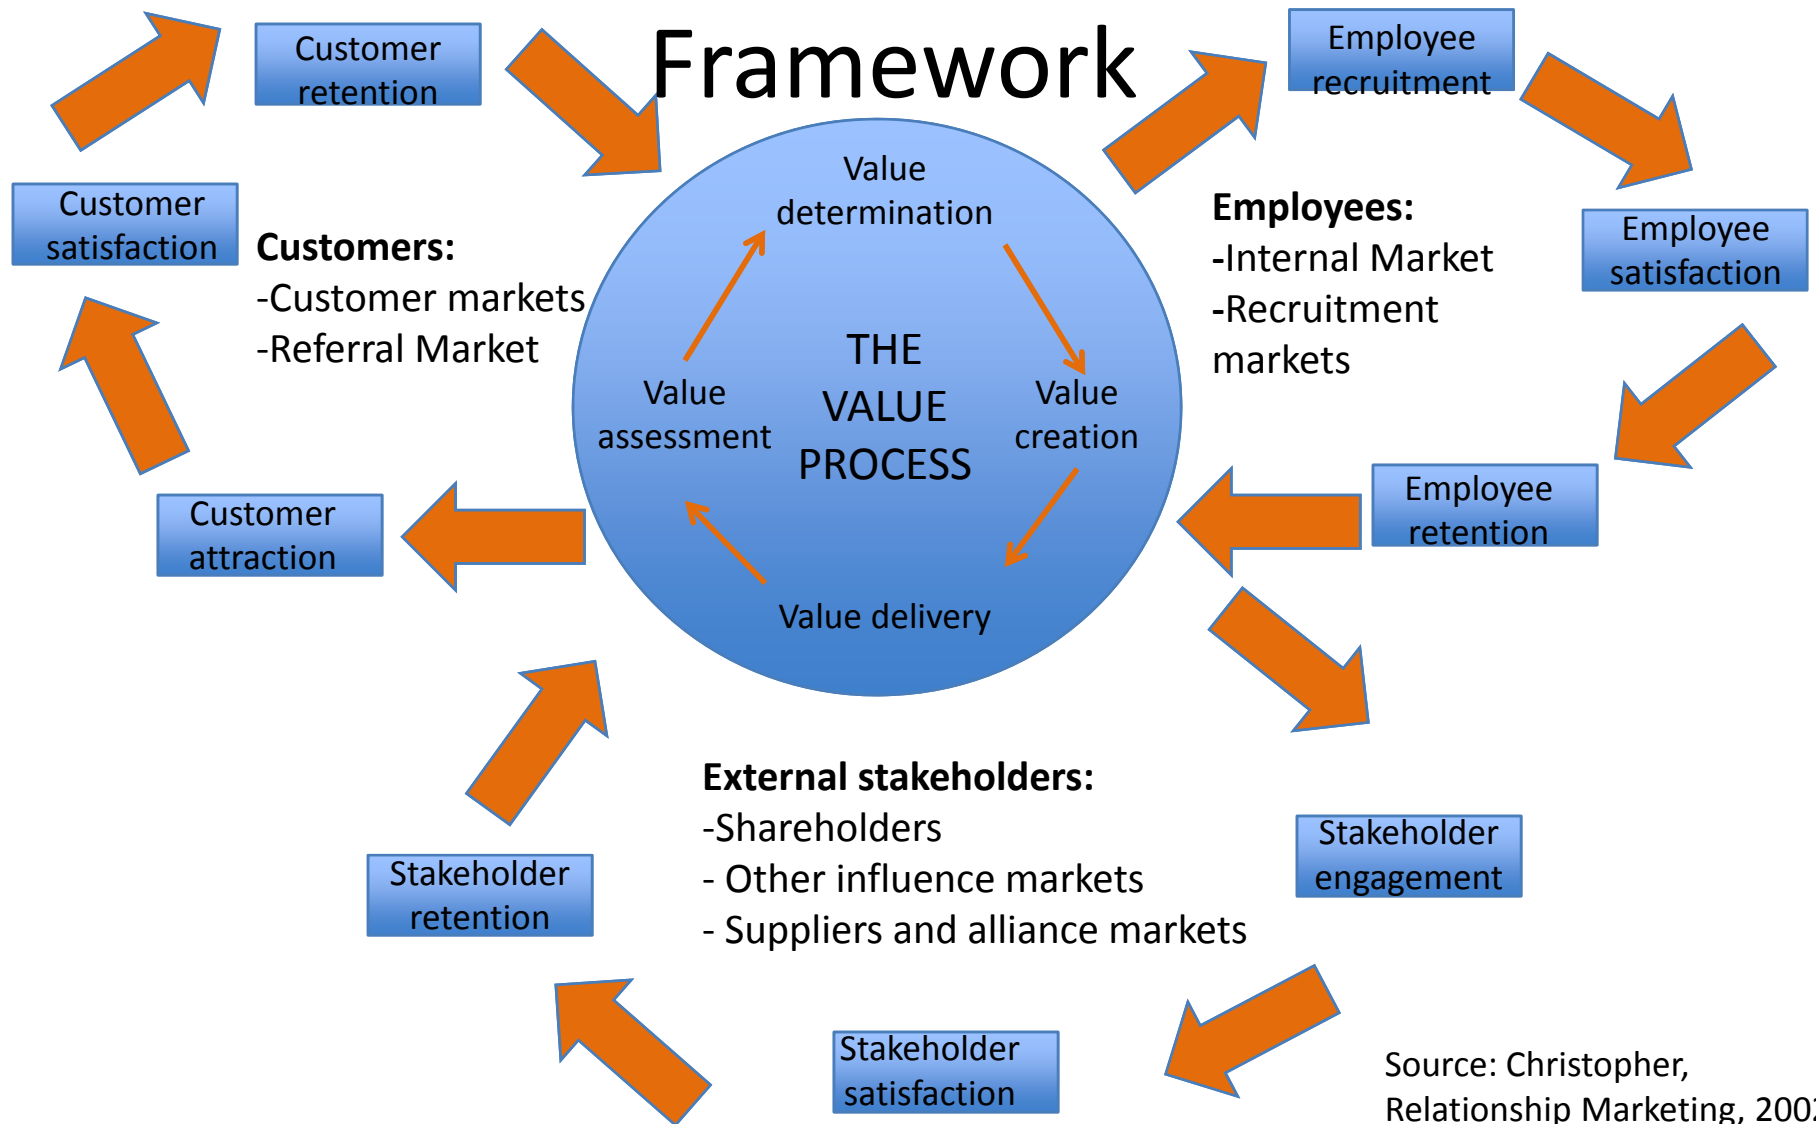 Framework
Customer
retention
Employee
recruitment
Customer
satisfaction
Customers:
-Customer markets
-Referral Market
Customer
attraction
Value
determination
THE
VALUE
PROCESS
Value
assessment
Value
creation
Value delivery
Employees:
-Internal Market
-Recruitment
markets
Employee
satisfaction
Employee
retention
External stakeholders:
-Shareholders
- Other influence markets
- Suppliers and alliance markets
Stakeholder
engagement
Stakeholder
retention
Stakeholder
satisfaction
Source: Christopher,
Relationship Marketing, 2002